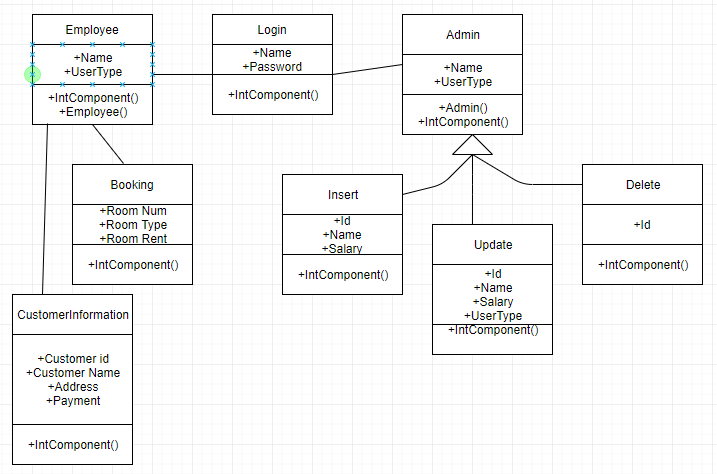 Employee
+Name
+UserType
+IntComponent()
+Employee()
Login
+Name
+Password
+IntComponent()
Admin
+Name
+UserType
+Admin()
+IntComponent()
Booking
+Room Num
+Room Type
+Room Rent
+IntComponent()
Insert
+Id
+Name
+Salary
+IntComponent()
Update
+Id
+Name
+Salary
+UserType
+IntComponent()
Delete
+Id
+IntComponent()
CustomerInformation
+Customer id
+Customer Name
+Address
+Payment
+IntComponent()